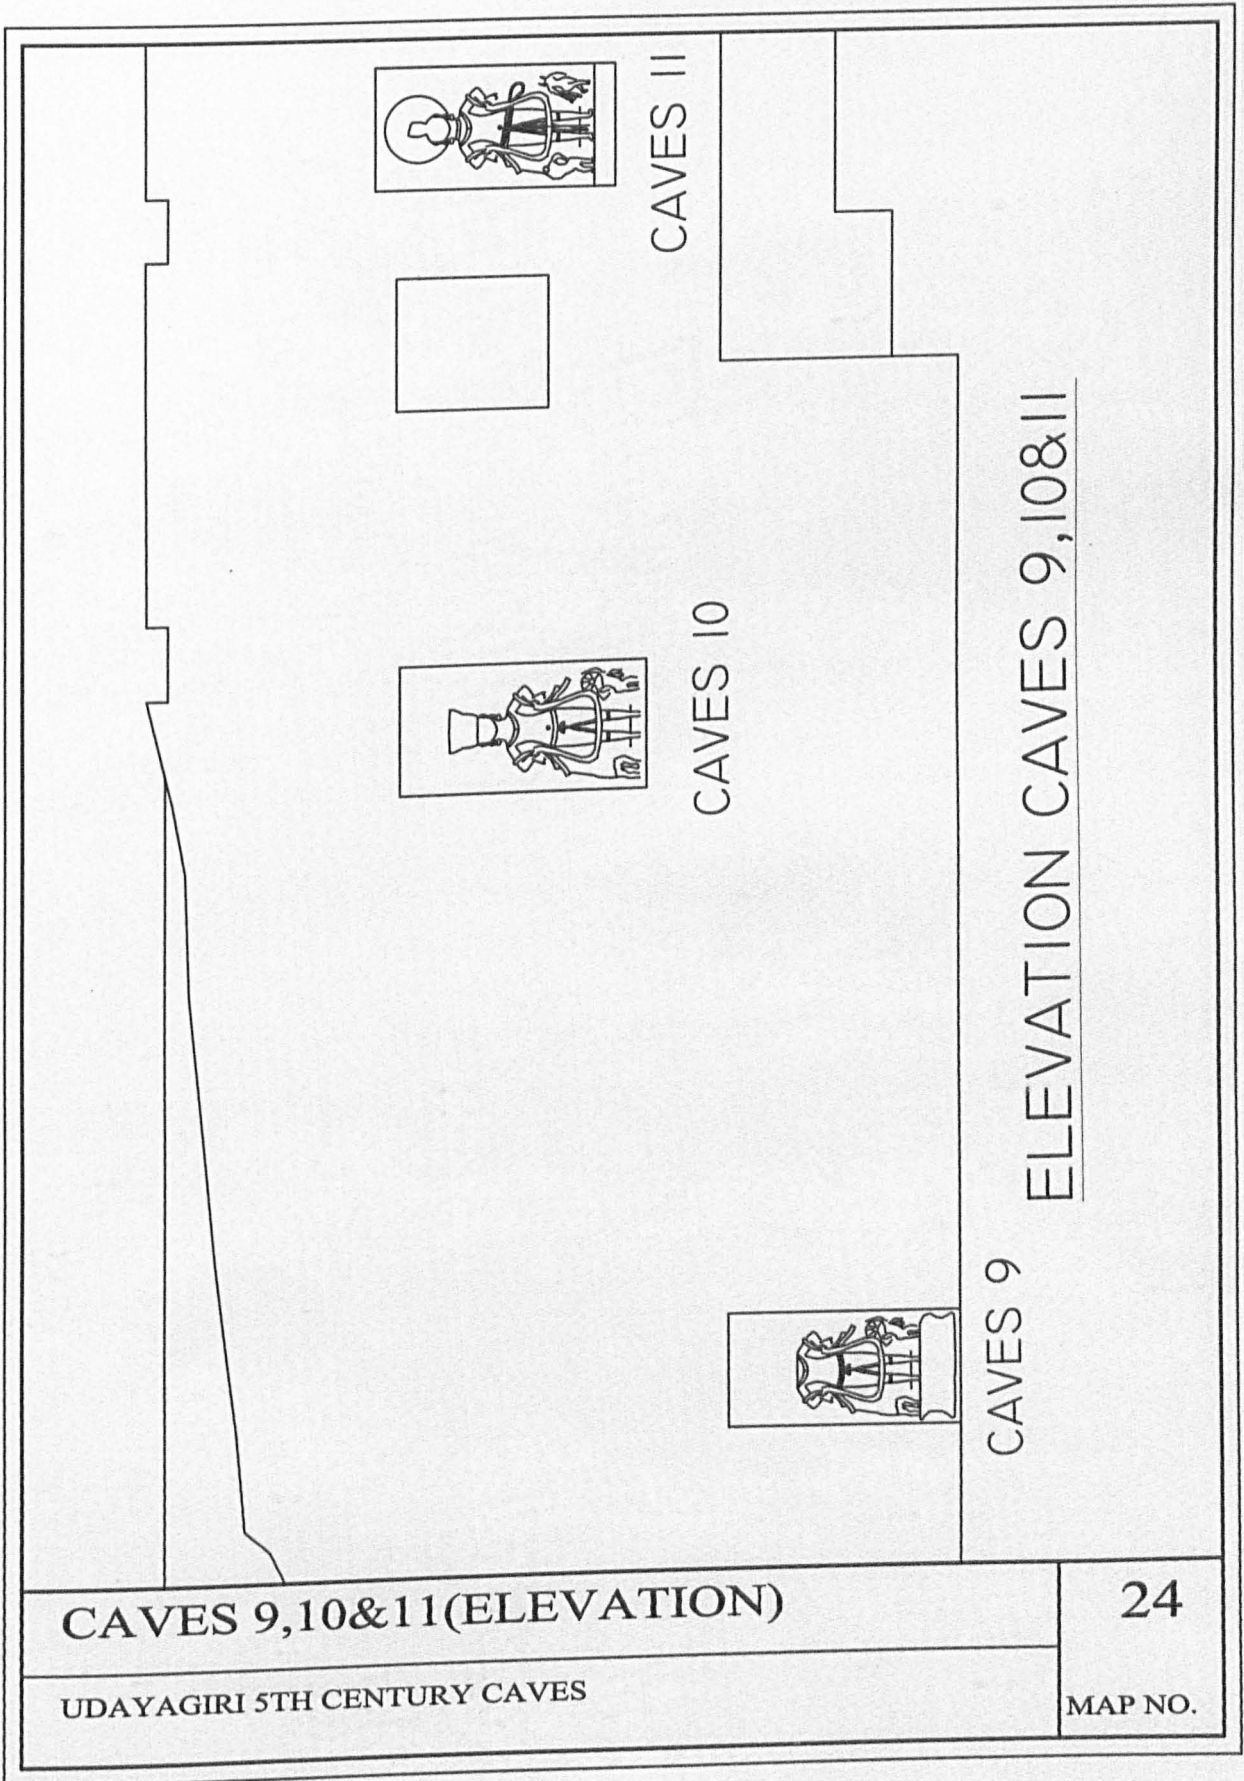 CAVES 11
CAVES 10
CAVES 9
ELEVATION CAVES 9,10&11
CAVES 9,10&11(ELEVATION)
UDAYAGIRI 5TH CENTURY CAVES
24
MAP NO.